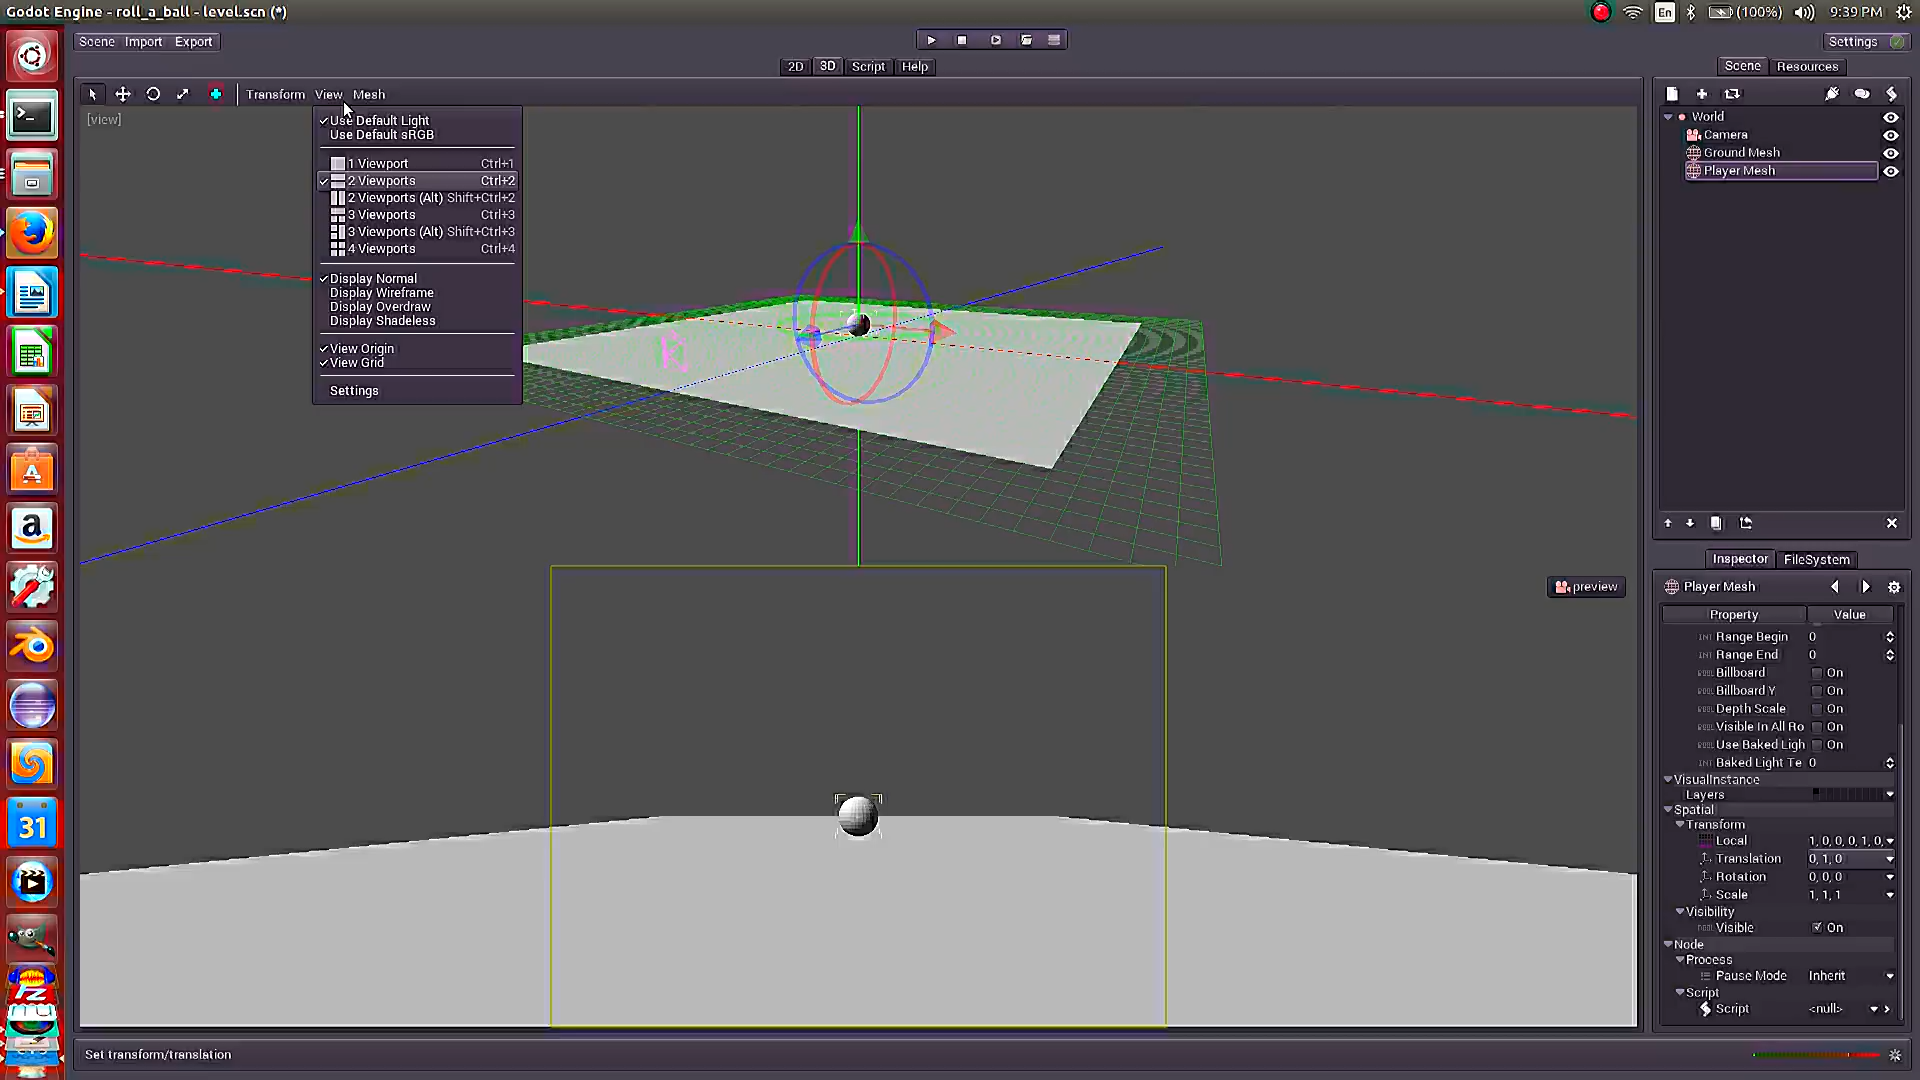 Godot Engine - roll_a_ball - level.scn (*)
En
(100%)
9:39 PM
Scene Import Export
Settings
2D 3D Script Help
Scene Resources
Transform View Mesh
[view]
Use Default Light
Use Default sRGB
1 Viewport Ctrl+1
2 Viewports Ctrl+2
2 Viewports (Alt) Shift+Ctrl+2
3 Viewports Ctrl+3
3 Viewports (Alt) Shift+Ctrl+3
4 Viewports Ctrl+4
Display Normal
Display Wireframe
Display Overdraw
Display Shadeless
View Origin
View Grid
Settings
World
Camera
Ground Mesh
Player Mesh
Inspector FileSystem
preview
Player Mesh
Property Value
Range Begin 0
Range End 0
Billboard On
Billboard Y On
Depth Scale On
Visible In All Ro On
Use Baked Ligh On
Baked Light Te 0
VisualInstance
Layers
Spatial
Transform
Local 1, 0, 0, 0, 1, 0,
Translation 0, 1, 0
Rotation 0, 0, 0
Scale 1, 1, 1
Visibility
Visible On
Node
Process
Pause Mode Inherit
Script
Script <null>
Set transform/translation
a
31